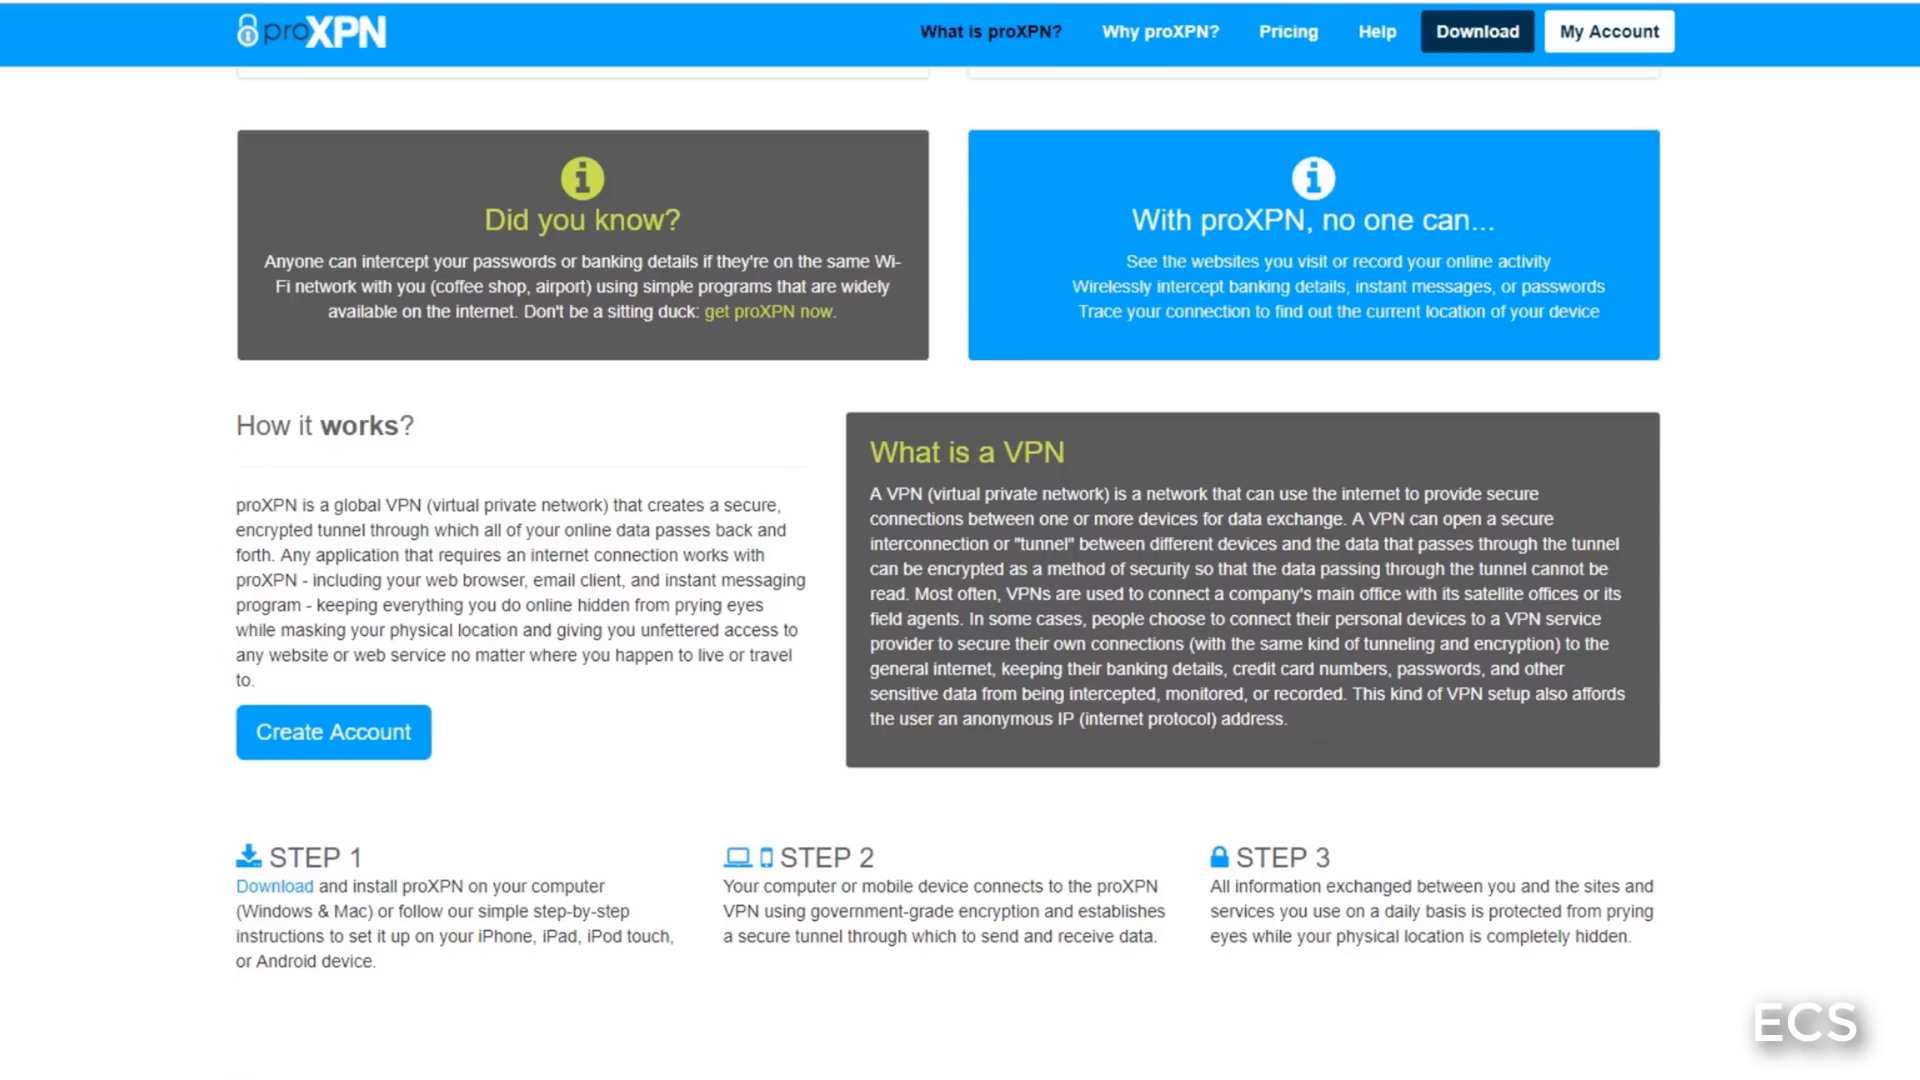 proXPN
What is proXPN?
Why proXPN?
Pricing
Help
Download
My Account
Did you know?
Anyone can intercept your passwords or banking details if they're on the same Wi-
Fi network with you (coffee shop, airport) using simple programs that are widely
available on the internet. Don't be a sitting duck: get proXPN now.
With proXPN, no one can...
See the websites you visit or record your online activity
Wirelessly intercept banking details, instant messages, or passwords
Trace your connection to find out the current location of your device
How it works?
proXPN is a global VPN (virtual private network) that creates a secure,
encrypted tunnel through which all of your online data passes back and
forth. Any application that requires an internet connection works with
proXPN - including your web browser, email client, and instant messaging
program - keeping everything you do online hidden from prying eyes
while masking your physical location and giving you unfettered access to
any website or web service no matter where you happen to live or travel
to.
Create Account
What is a VPN
A VPN (virtual private network) is a network that can use the internet to provide secure
connections between one or more devices for data exchange. A VPN can open a secure
interconnection or "tunnel" between different devices and the data that passes through the tunnel
can be encrypted as a method of security so that the data passing through the tunnel cannot be
read. Most often, VPNs are used to connect a company's main office with its satellite offices or its
field agents. In some cases, people choose to connect their personal devices to a VPN service
provider to secure their own connections (with the same kind of tunneling and encryption) to the
general internet, keeping their banking details, credit card numbers, passwords, and other
sensitive data from being intercepted, monitored, or recorded. This kind of VPN setup also affords
the user an anonymous IP (internet protocol) address.
STEP 1
Download and install proXPN on your computer
(Windows & Mac) or follow our simple step-by-step
instructions to set it up on your iPhone, iPad, iPod touch,
or Android device.
STEP 2
Your computer or mobile device connects to the proXPN
VPN using government-grade encryption and establishes
a secure tunnel through which to send and receive data.
STEP 3
All information exchanged between you and the sites and
services you use on a daily basis is protected from prying
eyes while your physical location is completely hidden.
ECS